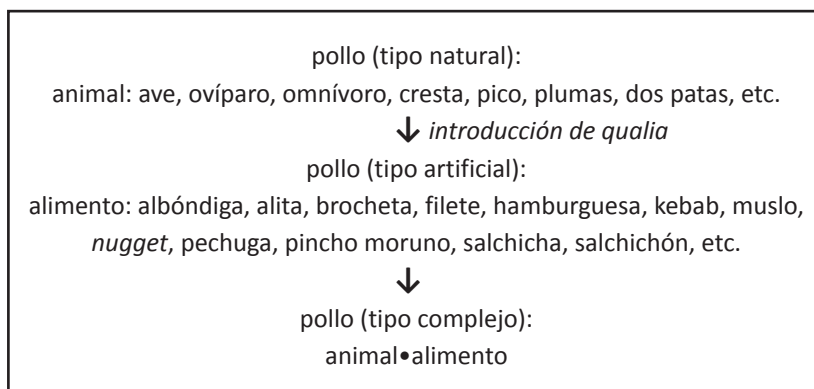 pollo (tipo natural):
animal: ave, ovíparo, omnívoro, cresta, pico, plumas, dos patas, etc.
↓ introducción de qualia
pollo (tipo artificial):
alimento: albóndiga, alita, brocheta, filete, hamburguesa, kebab, muslo,
nugget, pechuga, pincho moruno, salchicha, salchichón, etc.
↓
pollo (tipo complejo):
animal•alimento